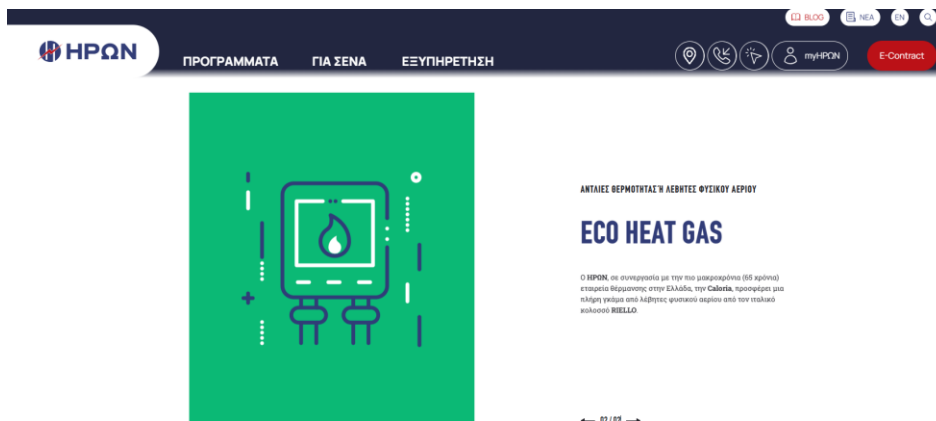 BLOG
ΝΕΑ
EN
ΗΡΩΝ
ΠΡΟΓΡΑΜΜΑΤΑ ΓΙΑ ΣΕΝΑ ΕΞΥΠΗΡΕΤΗΣΗ
myΗΡΩΝ
E-Contract
ΑΝΤΛΙΕΣ ΘΕΡΜΟΤΗΤΑΣ Ή ΛΕΒΗΤΕΣ ΦΥΣΙΚΟΥ ΑΕΡΙΟΥ
ECO HEAT GAS
Ο ΗΡΩΝ, σε συνεργασία με την πιο μακροχρόνια (65 χρόνια)
εταιρεία θέρμανσης στην Ελλάδα, την Caloria, προσφέρει μια
πλήρη γκάμα από λέβητες φυσικού αερίου από τον ιταλικό
κολοσσό RIELLO.